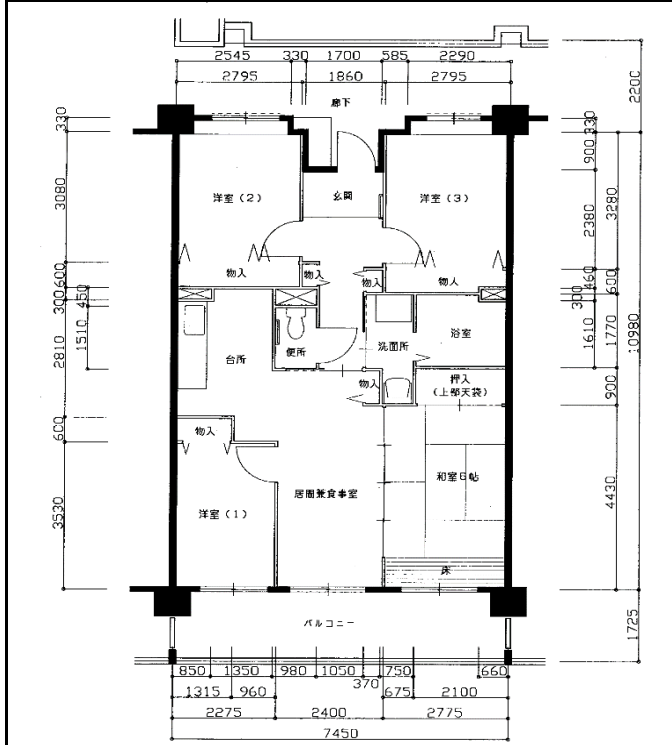 2545 330 1700 585 2290
2795 1860 2795
廊下
2200
330
900 330
洋室(2)
玄関
洋室(3)
3080
2380
3280
物入
物入
物入
物入
600
300 450
460
300
600
台所
便所
洗面所
浴室
1510
2810
1610
1770
10980
押入
(上部天袋)
物入
900
600
物入
和室6帖
居間兼食事室
洋室(1)
3530
4430
床
バルコニー
1725
850 1350 980 1050 750 660
370
1315 960 675 2100
2275 2400 2775
7450